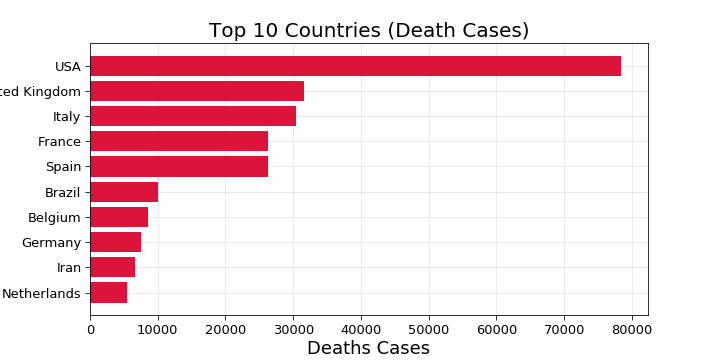 Top 10 Countries (Death Cases)
USA
ted Kingdom
Italy
France
Spain
Brazil
Belgium
Germany
Iran
Netherlands
0 10000 20000 30000 40000 50000 60000 70000 80000
Deaths Cases